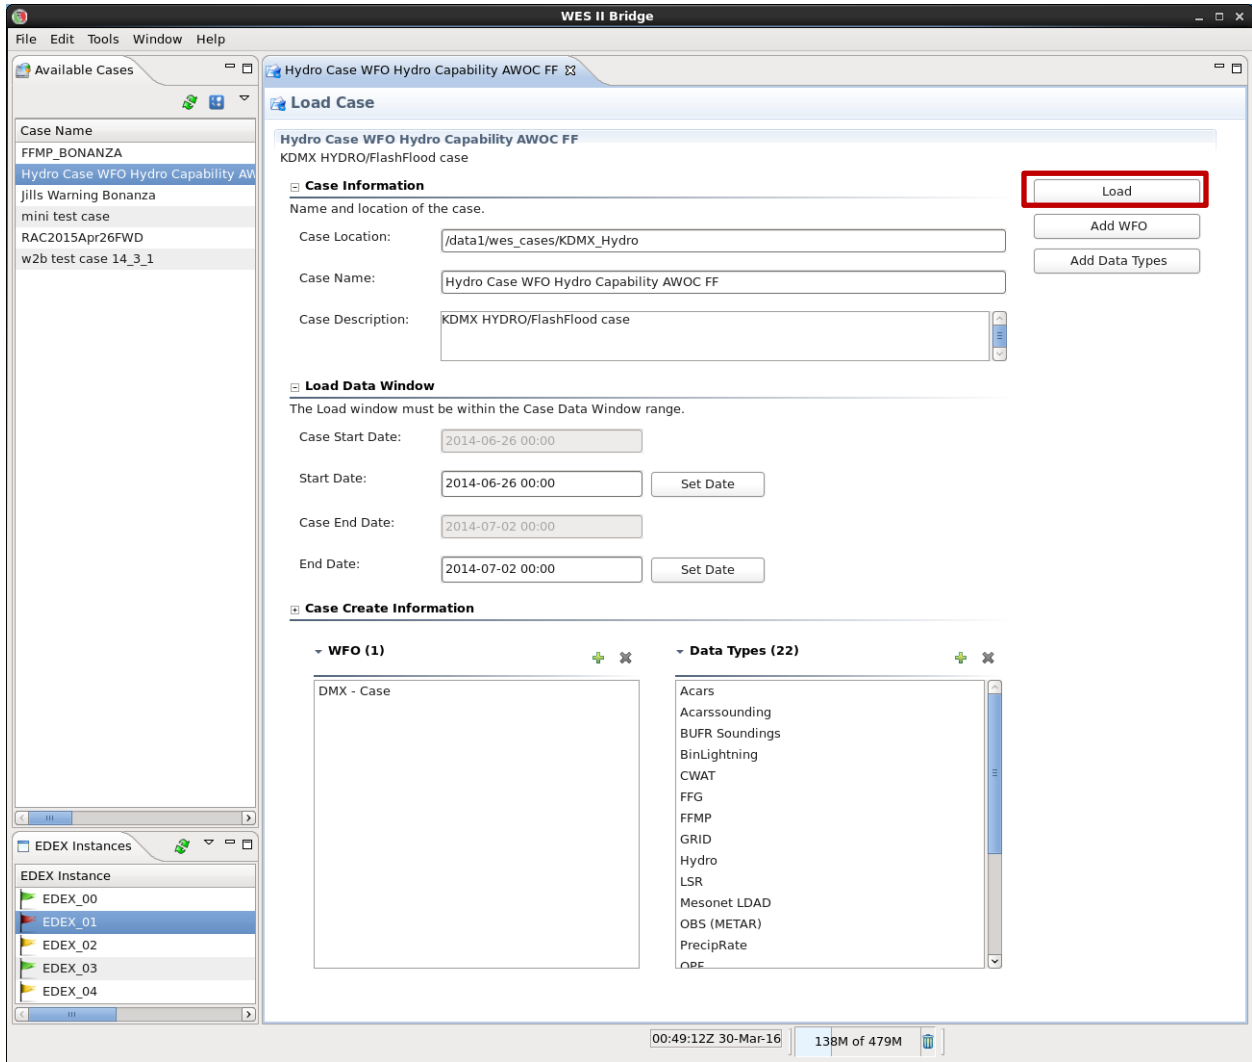 WES II Bridge
File Edit Tools Window Help
Available Cases
Case Name
FFMP_BONANZA
Hydro Case WFO Hydro Capability AW
Jills Warning Bonanza
mini test case
RAC2015Apr26FWD
w2b test case 14_3_1
EDEX Instances
EDEX Instance
EDEX_00
EDEX_01
EDEX_02
EDEX_03
EDEX_04
Hydro Case WFO Hydro Capability AWOC FF
Load Case
Hydro Case WFO Hydro Capability AWOC FF
KDMX HYDRO/FlashFlood case
Case Information
Name and location of the case.
Case Location: /data1/wes_cases/KDMX_Hydro
Case Name: Hydro Case WFO Hydro Capability AWOC FF
Case Description: KDMX HYDRO/FlashFlood case
Load Data Window
The Load window must be within the Case Data Window range.
Case Start Date: 2014-06-26 00:00
Start Date: 2014-06-26 00:00 Set Date
Case End Date: 2014-07-02 00:00
End Date: 2014-07-02 00:00 Set Date
Case Create Information
WFO (1)
DMX - Case
Data Types (22)
Acars
Acarssounding
BUFR Soundings
BinLightning
CWAT
FFG
FFMP
GRID
Hydro
LSR
Mesonet LDAD
OBS (METAR)
PrecipRate
QPF
Load
Add WFO
Add Data Types
00:49:12Z 30-Mar-16
138M of 479M